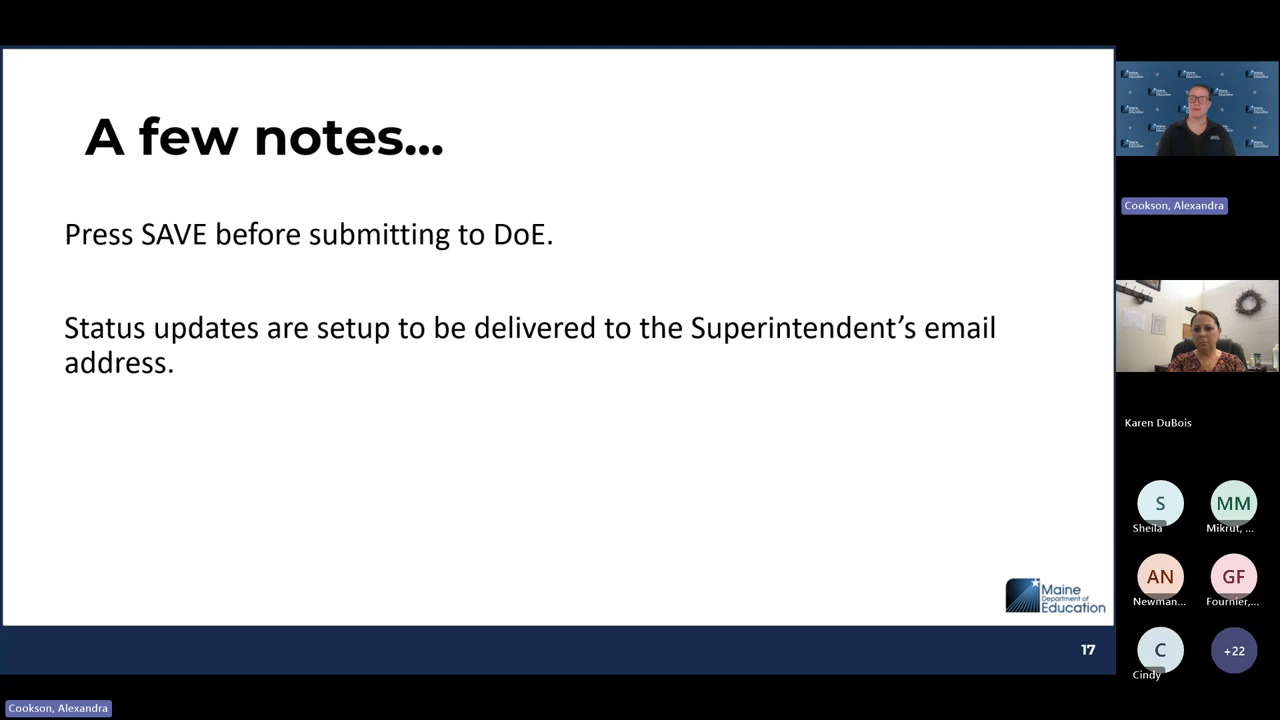 A few notes...
Press SAVE before submitting to DoE.
Status updates are setup to be delivered to the Superintendent’s email
address.
Maine
Department of
Education
17
Cookson, Alexandra
Cookson, Alexandra
Karen DuBois
S
MM
Sheila
Mikrut, ...
AN
GF
Newman...
Fournier,...
C
+22
Cindy